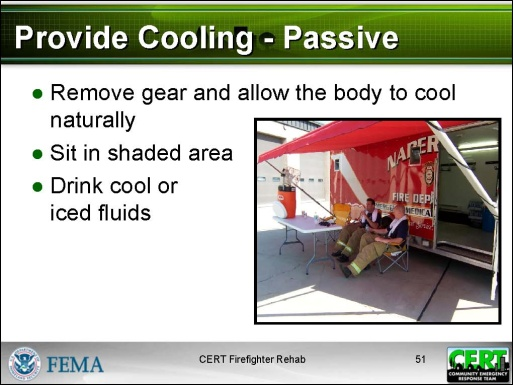 Provide Cooling - Passive
● Remove gear and allow the body to cool
naturally
● Sit in shaded area
● Drink cool or
iced fluids
NAPER
FIRE DEP
MEDICAL
FEMA
CERT Firefighter Rehab
51
CERT
COMMUNITY EMERGENCY
RESPONSE TEAM